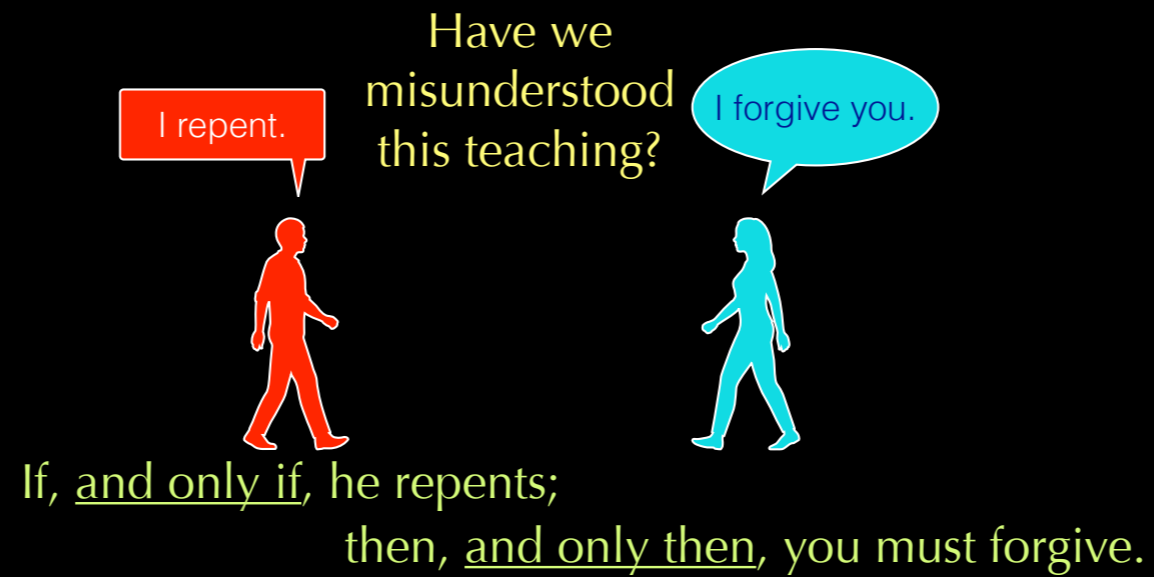 Have we
misunderstood
this teaching?
I repent.
I forgive you.
If, and only if, he repents;
then, and only then, you must forgive.